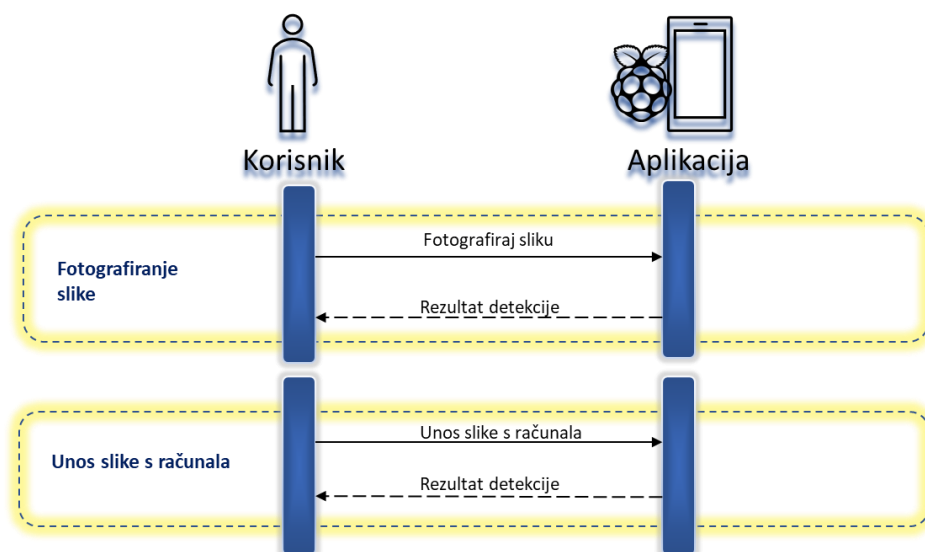 Korisnik
Aplikacija
Fotografiranje
slike
Fotografiraj sliku
Rezultat detekcije
Unos slike s računala
Unos slike s računala
Rezultat detekcije